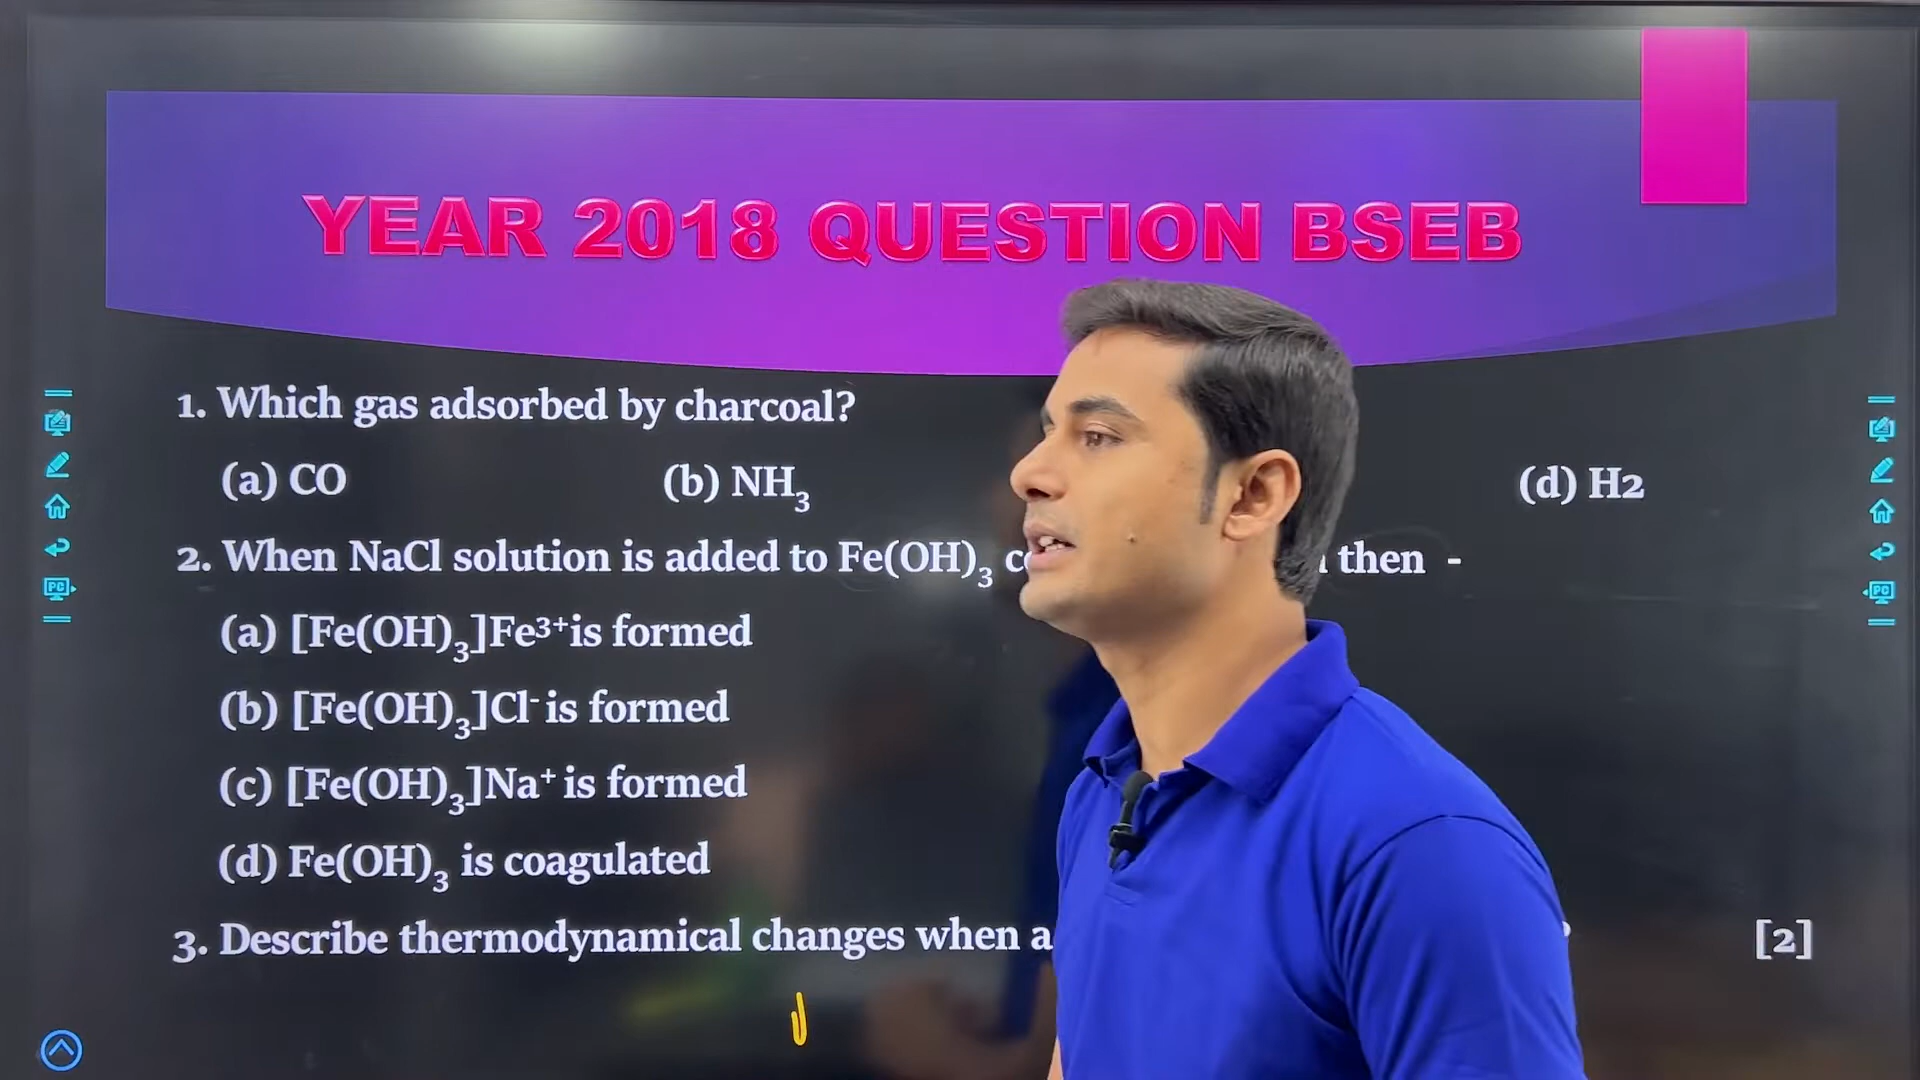 YEAR 2018 QUESTION BSEB
1. Which gas adsorbed by charcoal?
(a) CO (b) NH₃ (d) H2
2. When NaCl solution is added to Fe(OH)₃ then -
(a) [Fe(OH)₃]Fe³⁺is formed
(b) [Fe(OH)₃]Cl⁻ is formed
(c) [Fe(OH)₃]Na⁺ is formed
(d) Fe(OH)₃ is coagulated
3. Describe thermodynamical changes when [2]
PC PC